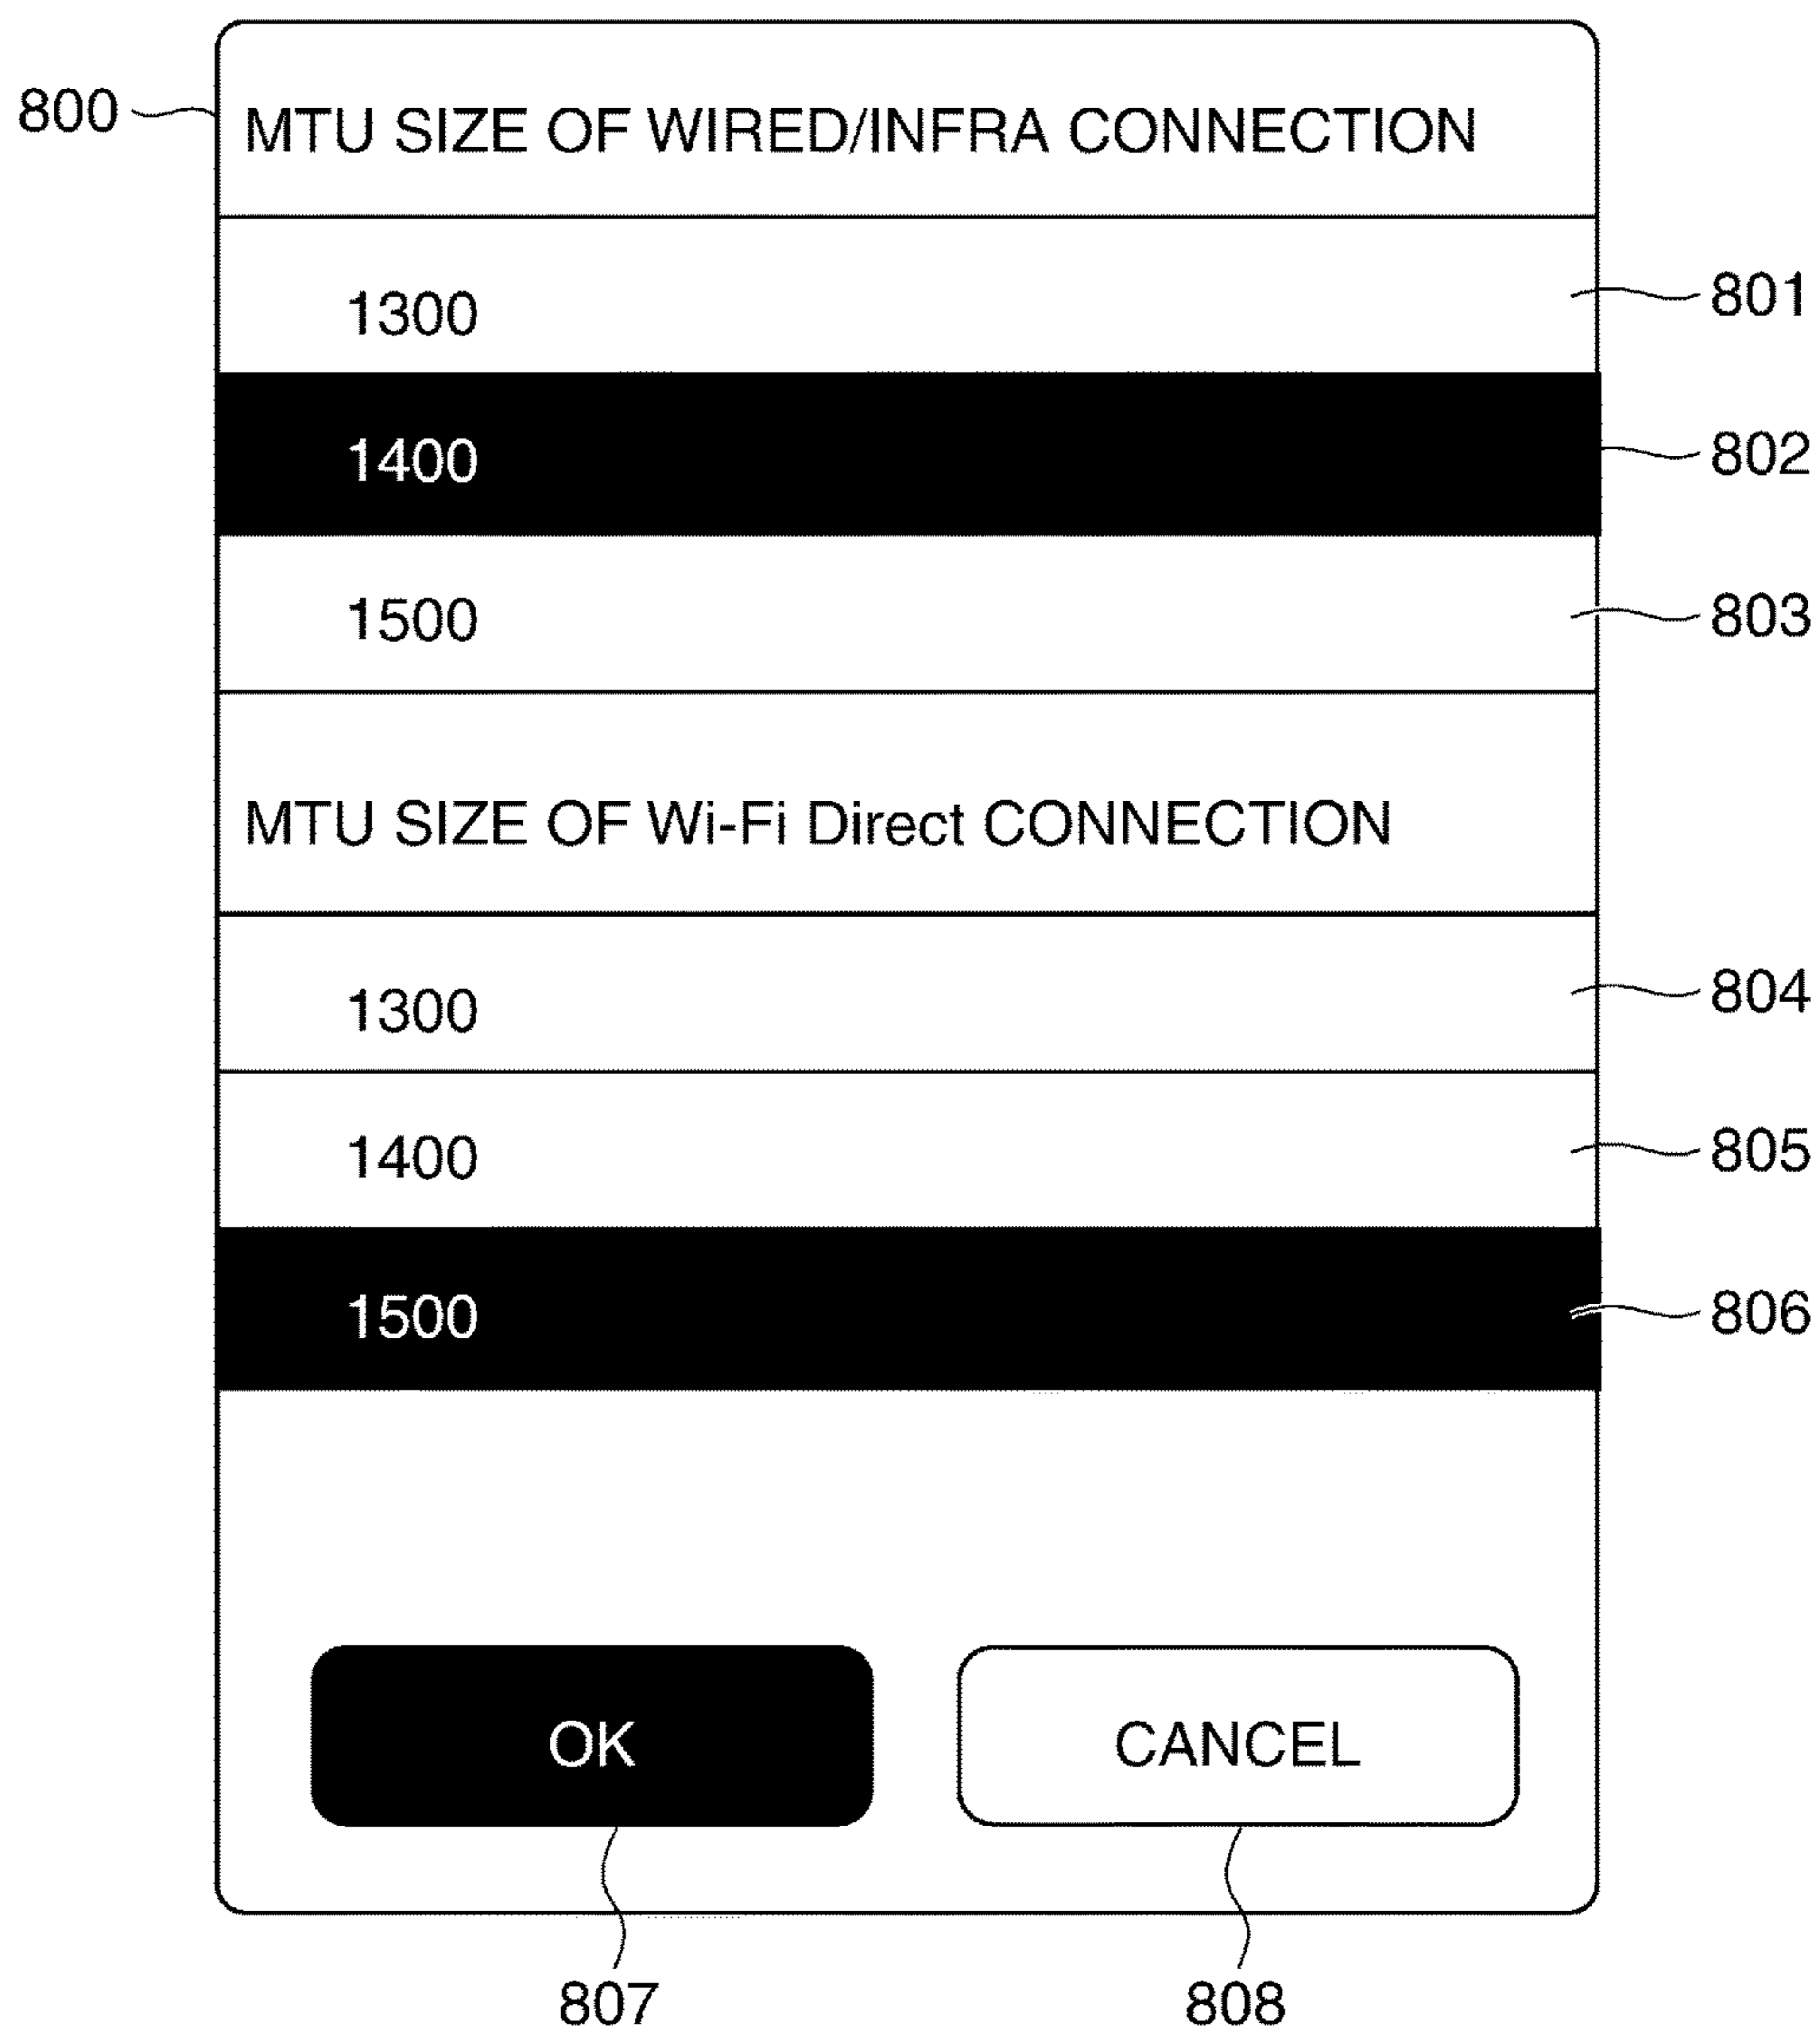 800
MTU SIZE OF WIRED/INFRA CONNECTION
1300 801
1400 802
1500 803
MTU SIZE OF Wi-Fi Direct CONNECTION
1300 804
1400 805
1500 806
OK CANCEL
807 808